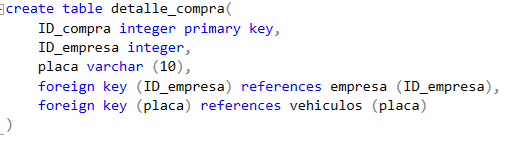 create table detalle_compra(
ID_compra integer primary key,
ID_empresa integer,
placa varchar (10),
foreign key (ID_empresa) references empresa (ID_empresa),
foreign key (placa) references vehiculos (placa)
)